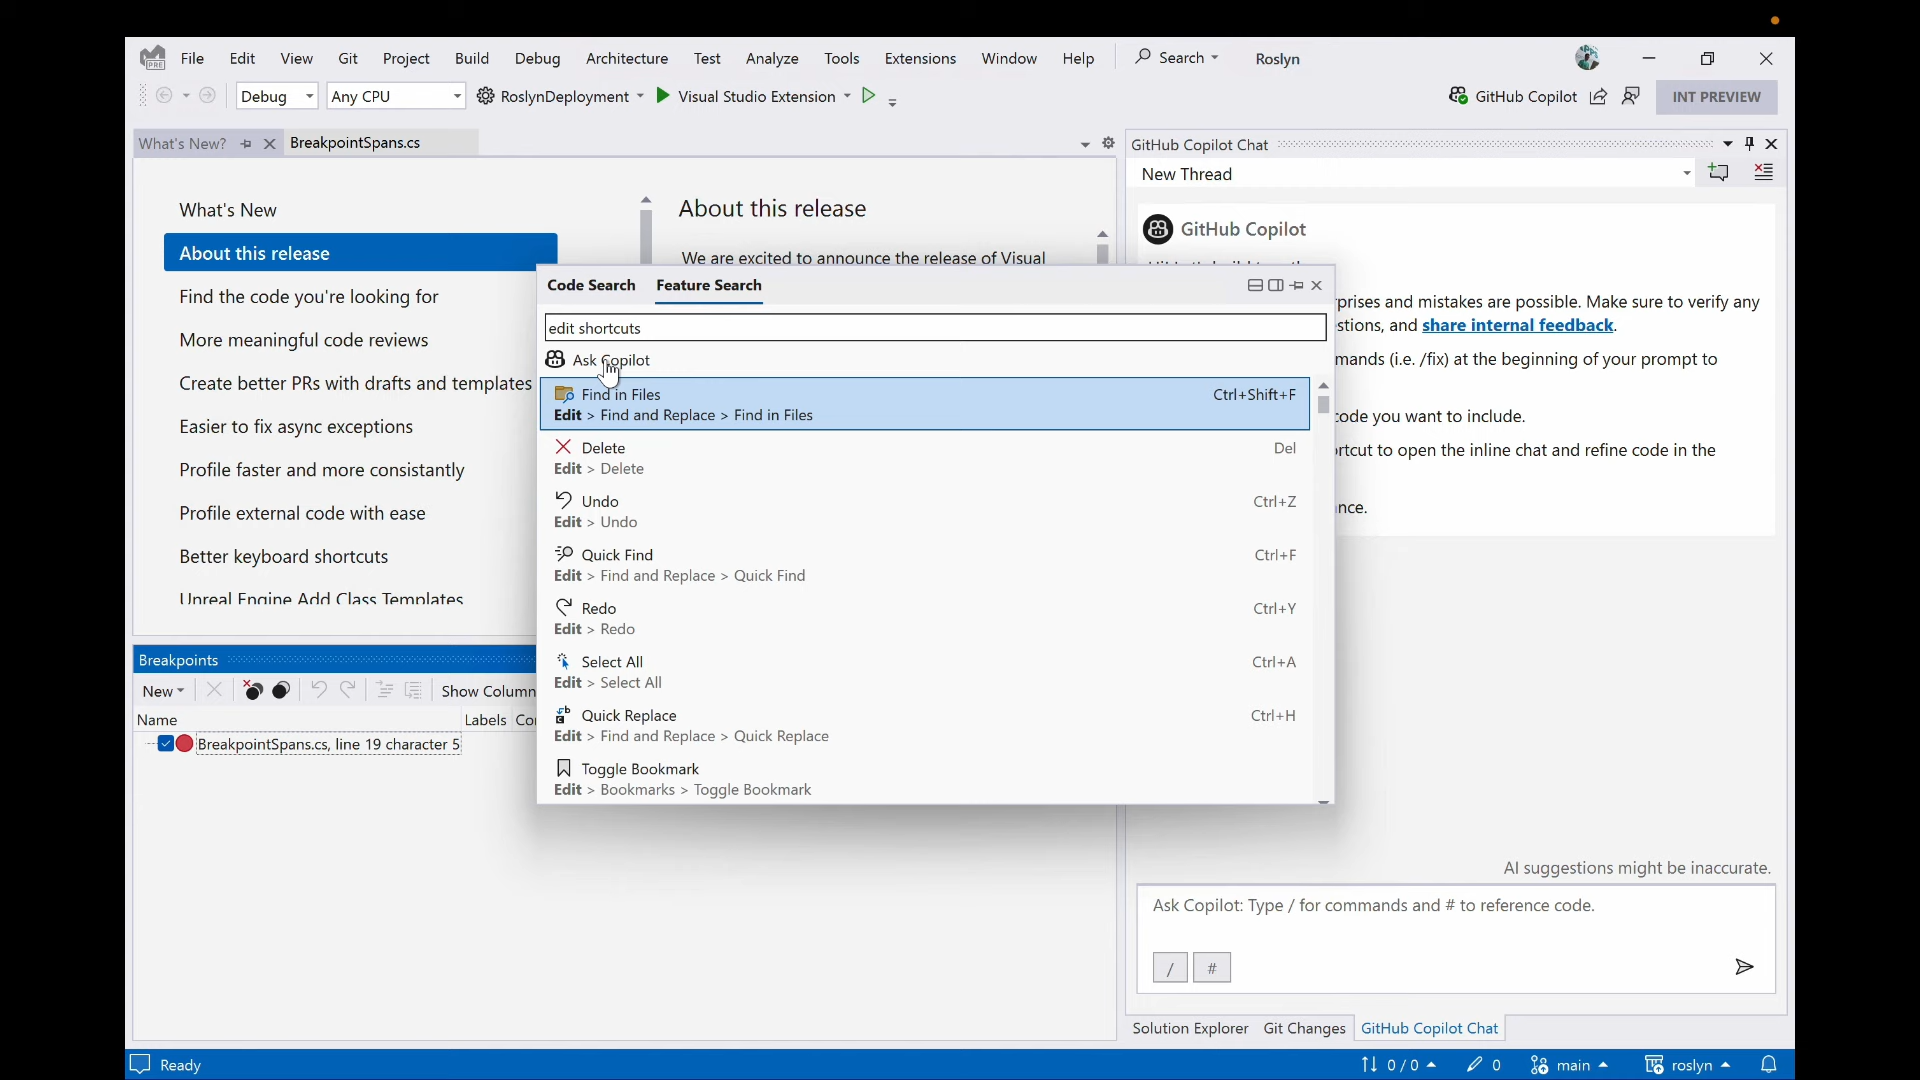 PRE
File Edit View Git Project Build Debug Architecture Test Analyze Tools Extensions Window Help Search Roslyn
Debug Any CPU RoslynDeployment Visual Studio Extension GitHub Copilot INT PREVIEW
What's New? BreakpointSpans.cs
What's New
About this release
Find the code you're looking for
More meaningful code reviews
Create better PRs with drafts and templates
Easier to fix async exceptions
Profile faster and more consistantly
Profile external code with ease
Better keyboard shortcuts
Unreal Engine Add Class Templates
About this release
We are excited to announce the release of Visual
Code Search Feature Search
edit shortcuts
Ask Copilot
Find in Files Ctrl+Shift+F
Edit > Find and Replace > Find in Files
Delete Del
Edit > Delete
Undo Ctrl+Z
Edit > Undo
Quick Find Ctrl+F
Edit > Find and Replace > Quick Find
Redo Ctrl+Y
Edit > Redo
Select All Ctrl+A
Edit > Select All
Quick Replace Ctrl+H
Edit > Find and Replace > Quick Replace
Toggle Bookmark
Edit > Bookmarks > Toggle Bookmark
GitHub Copilot Chat
New Thread
GitHub Copilot
prises and mistakes are possible. Make sure to verify any
stions, and share internal feedback.
mands (i.e. /fix) at the beginning of your prompt to
code you want to include.
rtcut to open the inline chat and refine code in the
nce.
AI suggestions might be inaccurate.
Ask Copilot: Type / for commands and # to reference code.
/ #
Solution Explorer Git Changes GitHub Copilot Chat
Breakpoints
New Show Column
Name Labels Co
BreakpointSpans.cs, line 19 character 5
Ready 0 / 0 0 main roslyn